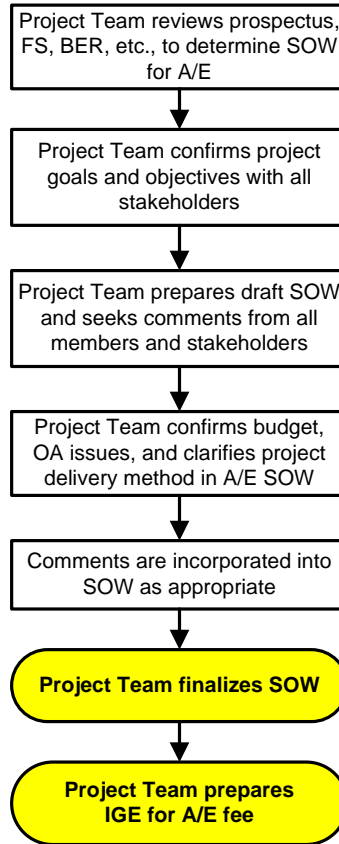 Project Team reviews prospectus,
FS, BER, etc., to determine SOW
for A/E
Project Team confirms project
goals and objectives with all
stakeholders
Project Team prepares draft SOW
and seeks comments from all
members and stakeholders
Project Team confirms budget,
OA issues, and clarifies project
delivery method in A/E SOW
Comments are incorporated into
SOW as appropriate
Project Team finalizes SOW
Project Team prepares
IGE for A/E fee